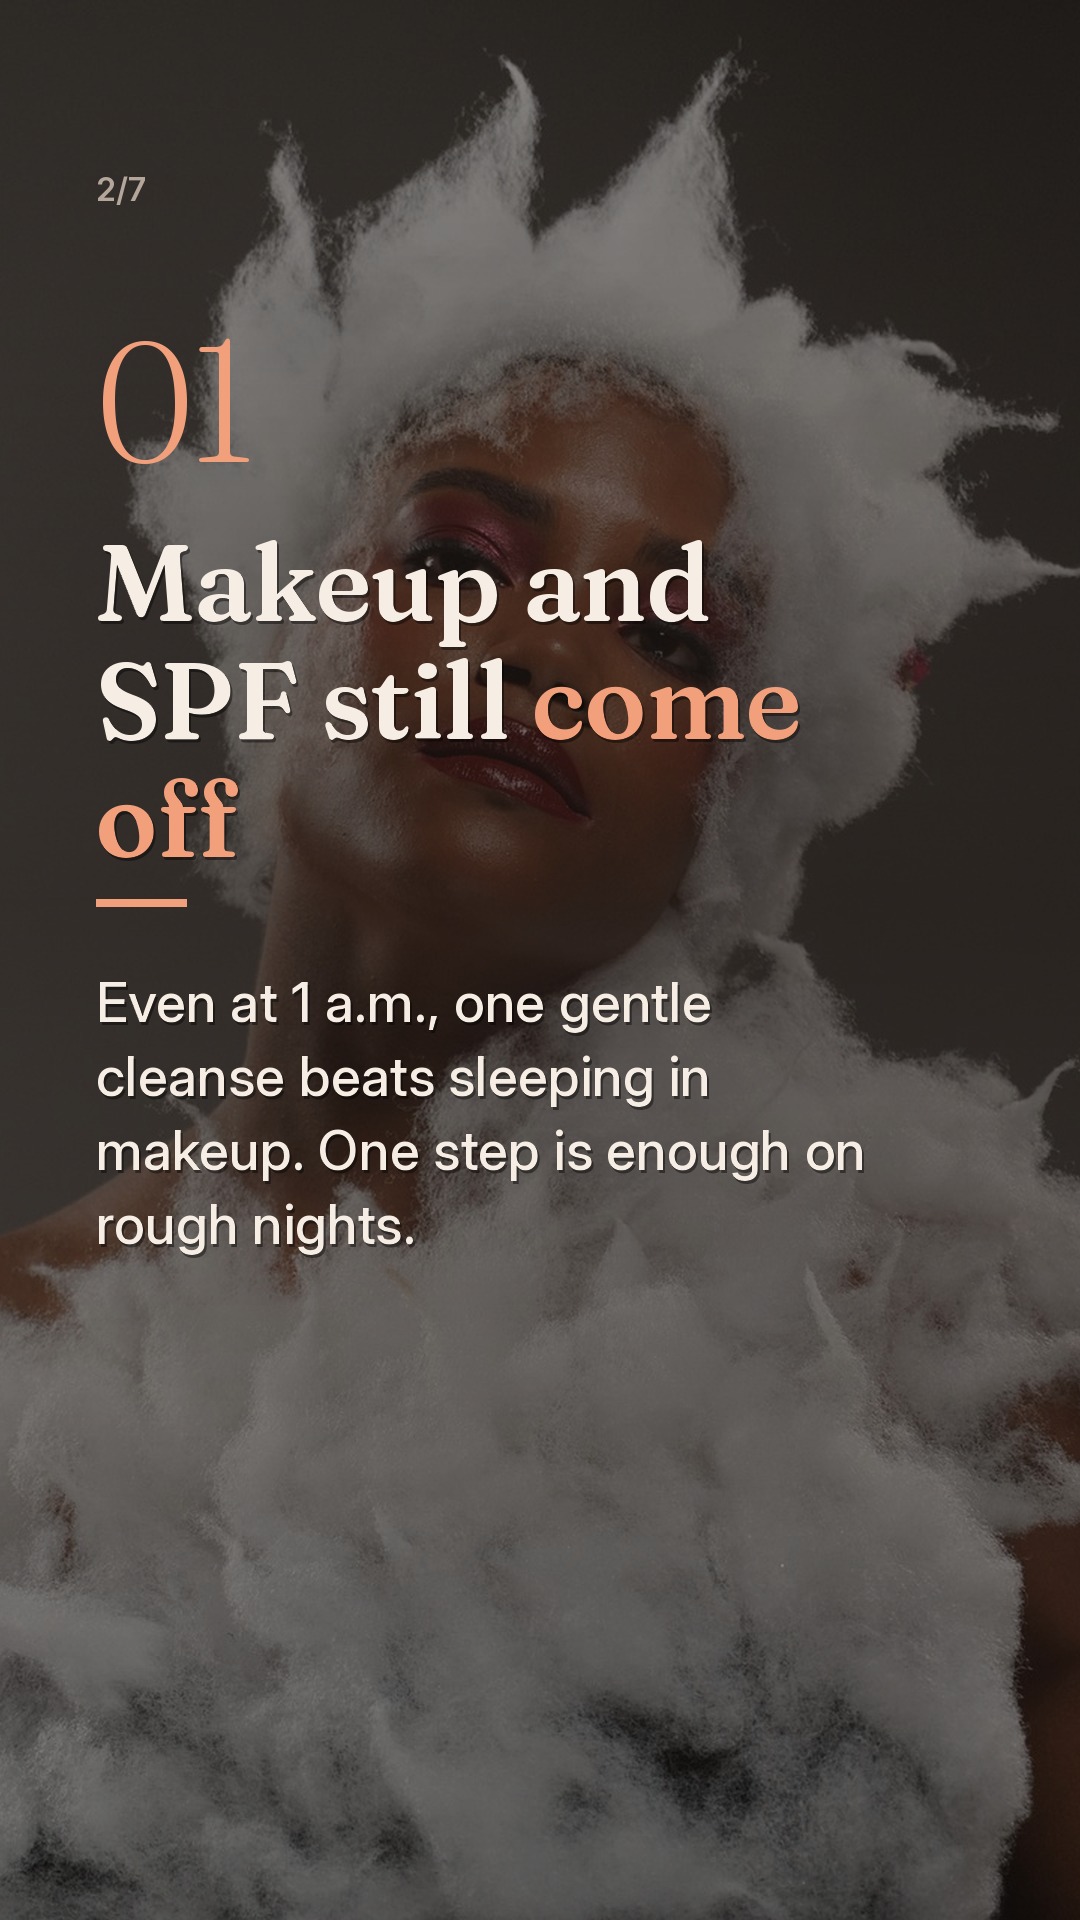 2/7
01
Makeup and
SPF still come
off
Even at 1 a.m., one gentle
cleanse beats sleeping in
makeup. One step is enough on
rough nights.